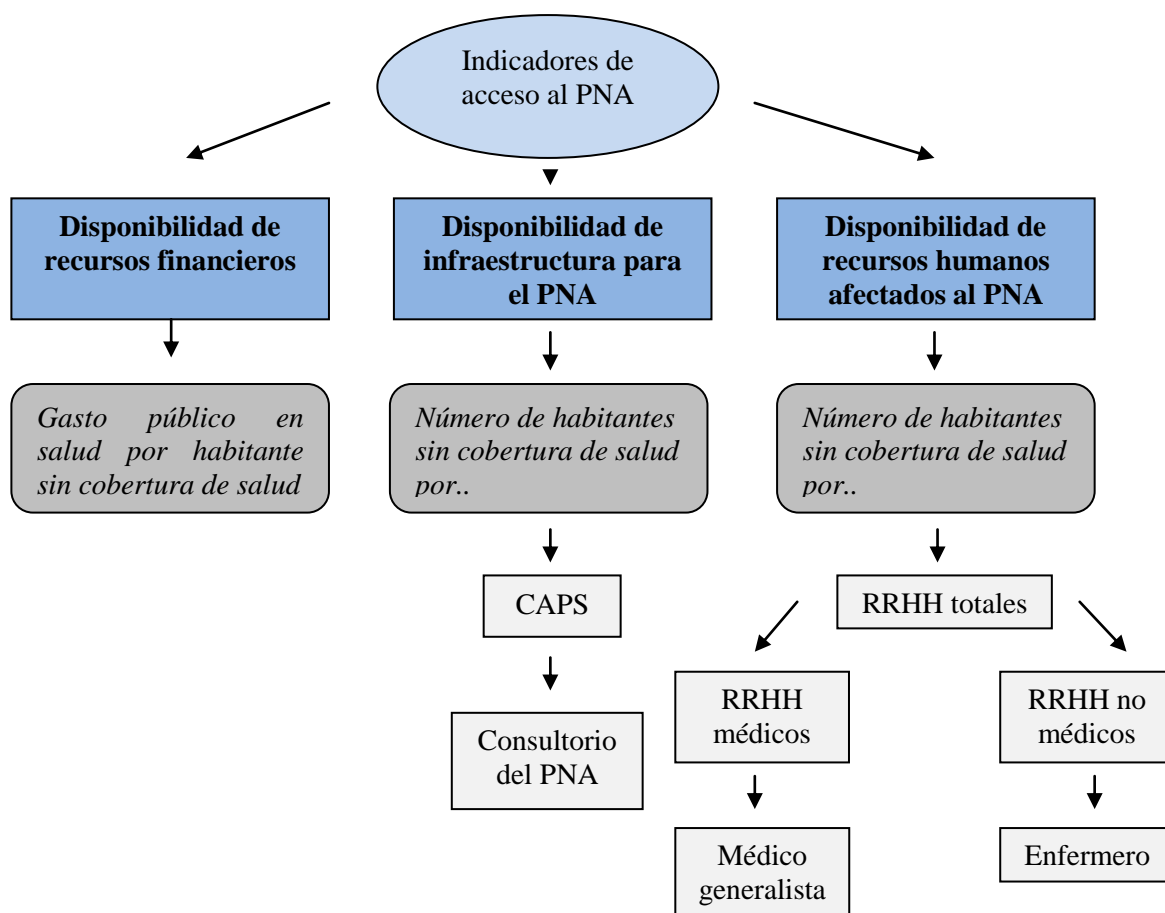 Indicadores de
acceso al PNA
Disponibilidad de
recursos financieros
Disponibilidad de
infraestructura para
el PNA
Disponibilidad de
recursos humanos
afectados al PNA
Gasto público en
salud por habitante
sin cobertura de salud
Número de habitantes
sin cobertura de salud
por..
Número de habitantes
sin cobertura de salud
por..
CAPS
RRHH totales
Consultorio
del PNA
RRHH
médicos
RRHH no
médicos
Médico
generalista
Enfermero